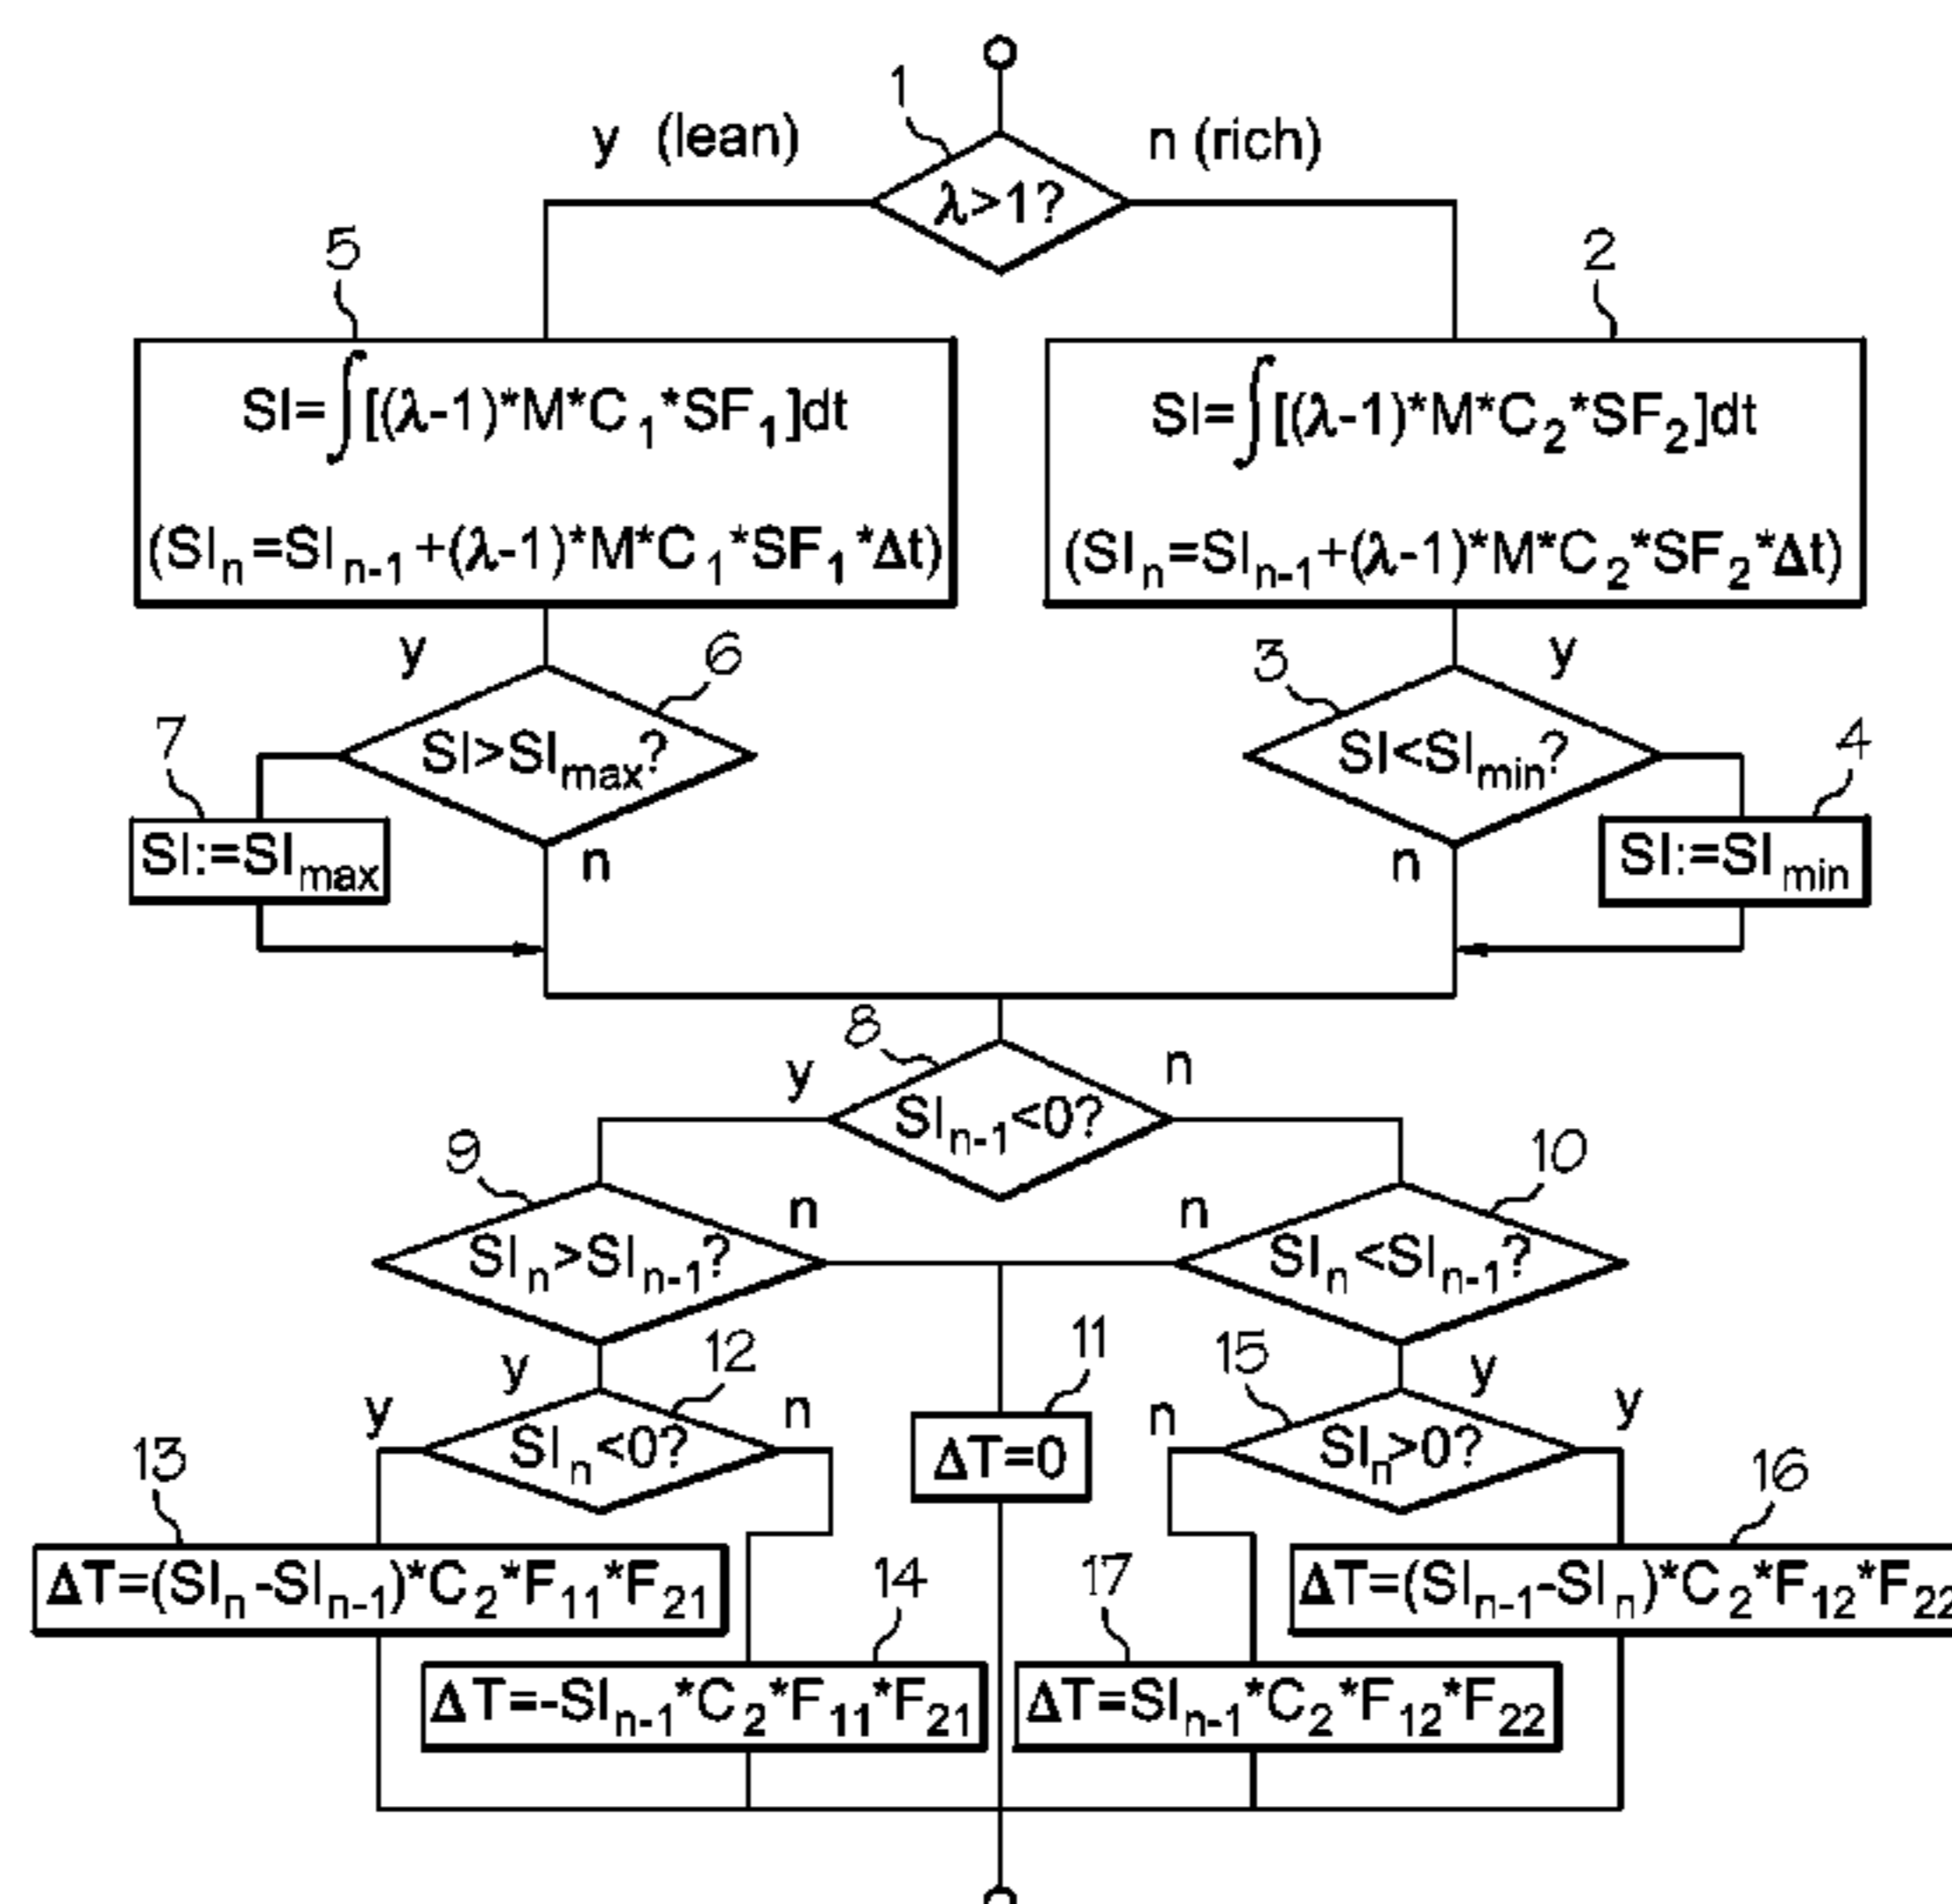 1
y (lean)
n (rich)
λ>1?
5
2
SI=∫[(λ-1)*M*C₁*SF₁]dt
(SIₙ=SIₙ₋₁+(λ-1)*M*C₁*SF₁*Δt)
SI=∫[(λ-1)*M*C₂*SF₂]dt
(SIₙ=SIₙ₋₁+(λ-1)*M*C₂*SF₂*Δt)
y
6
3
y
SI>SI_max?
SI<SI_min?
7
4
SI:=SI_max
n
n
SI:=SI_min
8
y
n
SIₙ₋₁<0?
9
10
n
n
SIₙ>SIₙ₋₁?
SIₙ<SIₙ₋₁?
y
12
11
15
y
y
n
n
y
SIₙ<0?
ΔT=0
SIₙ>0?
13
16
ΔT=(SIₙ-SIₙ₋₁)*C₂*F₁₁*F₂₁
14
17
ΔT=(SIₙ₋₁-SIₙ)*C₂*F₁₂*F₂₂
ΔT=-SIₙ₋₁*C₂*F₁₁*F₂₁
ΔT=SIₙ₋₁*C₂*F₁₂*F₂₂